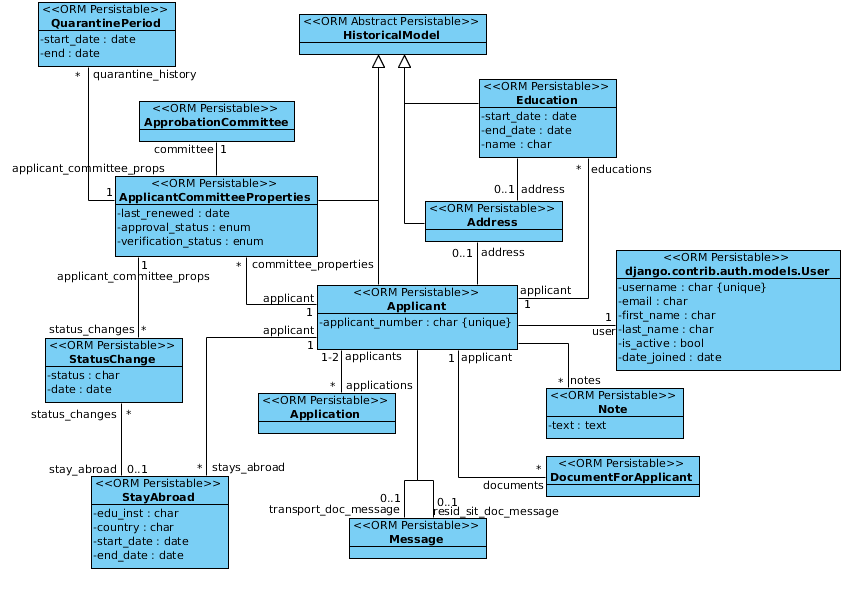 <<ORM Persistable>>
QuarantinePeriod
-start_date : date
-end : date
* quarantine_history
<<ORM Abstract Persistable>>
HistoricalModel
<<ORM Persistable>>
ApprobationCommittee
committee 1
<<ORM Persistable>>
Education
-start_date : date
-end_date : date
-name : char
0..1 address
* educations
applicant_committee_props
1
<<ORM Persistable>>
ApplicantCommitteeProperties
-last_renewed : date
-approval_status : enum
-verification_status : enum
<<ORM Persistable>>
Address
0..1 address
1
applicant_committee_props
* committee_properties
applicant
1
<<ORM Persistable>>
Applicant
-applicant_number : char {unique}
applicant
1
<<ORM Persistable>>
django.contrib.auth.models.User
-username : char {unique}
-email : char
-first_name : char
-last_name : char
-is_active : bool
-date_joined : date
1
user
status_changes *
<<ORM Persistable>>
StatusChange
-status : char
-date : date
applicant
1
1-2 applicants
* applications
<<ORM Persistable>>
Application
1 applicant
* notes
<<ORM Persistable>>
Note
-text : text
status_changes *
stay_abroad 0..1
* stays_abroad
<<ORM Persistable>>
StayAbroad
-edu_inst : char
-country : char
-start_date : date
-end_date : date
*
documents
<<ORM Persistable>>
DocumentForApplicant
0..1
transport_doc_message
0..1
resid_sit_doc_message
<<ORM Persistable>>
Message